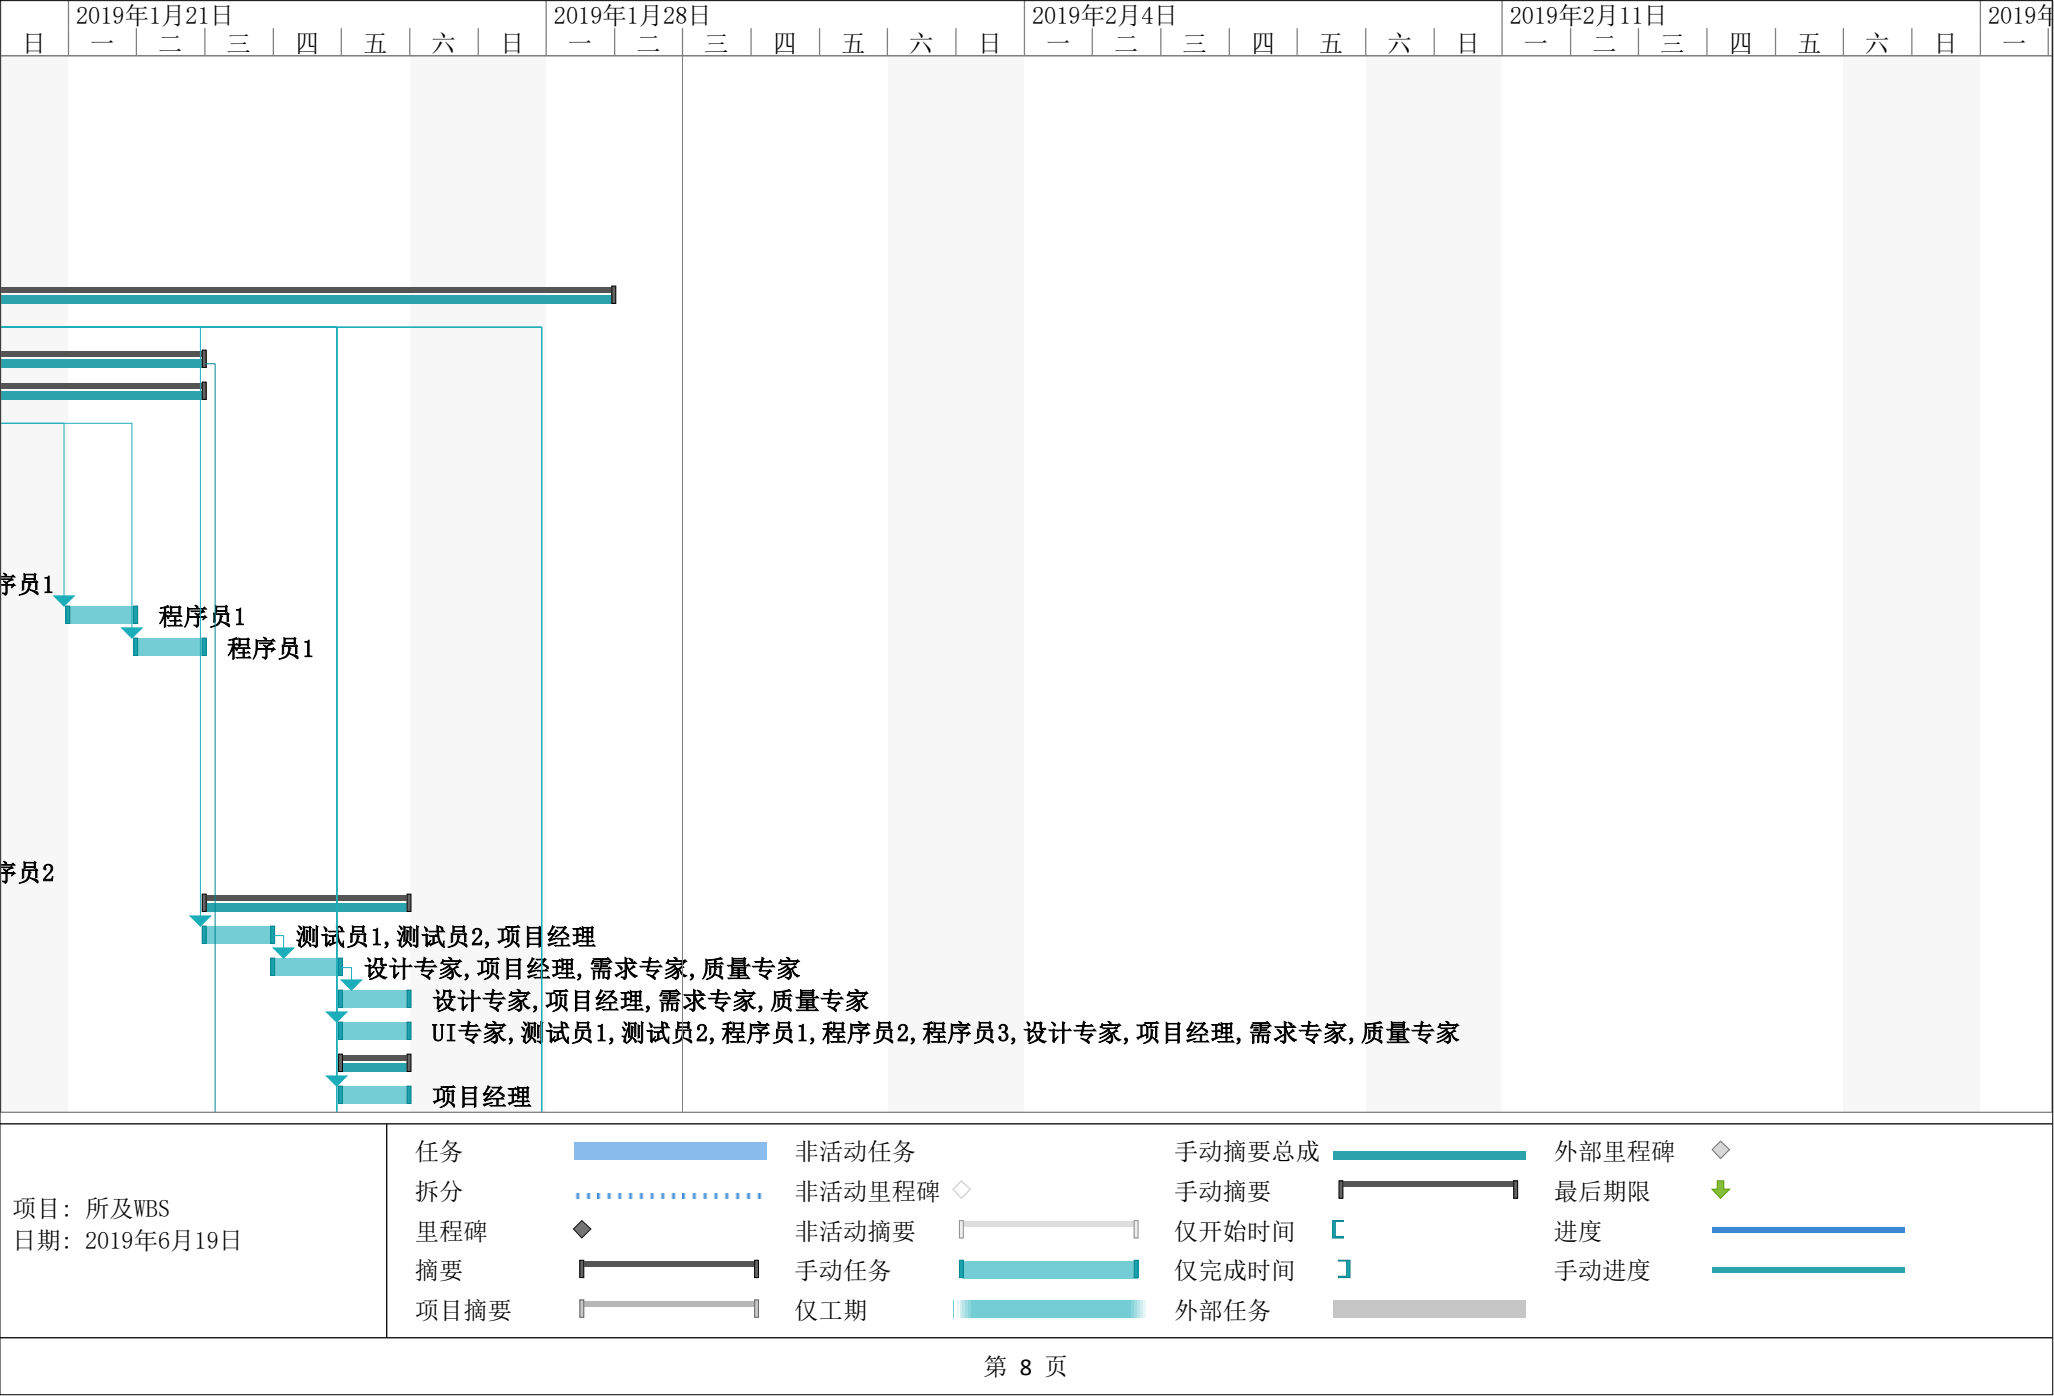 2019年1月21日 2019年1月28日 2019年2月4日 2019年2月11日 2019年
日 一 二 三 四 五 六 日 一 二 三 四 五 六 日 一 二 三 四 五 六 日 一 二 三 四 五 六 日 一
序员1
程序员1
程序员1
序员2
测试员1,测试员2,项目经理
设计专家,项目经理,需求专家,质量专家
设计专家,项目经理,需求专家,质量专家
UI专家,测试员1,测试员2,程序员1,程序员2,程序员3,设计专家,项目经理,需求专家,质量专家
项目经理
项目: 所及WBS
日期: 2019年6月19日
任务 非活动任务 手动摘要总成 外部里程碑
拆分 非活动里程碑 手动摘要 最后期限
里程碑 非活动摘要 仅开始时间 进度
摘要 手动任务 仅完成时间 手动进度
项目摘要 仅工期 外部任务
第 8 页